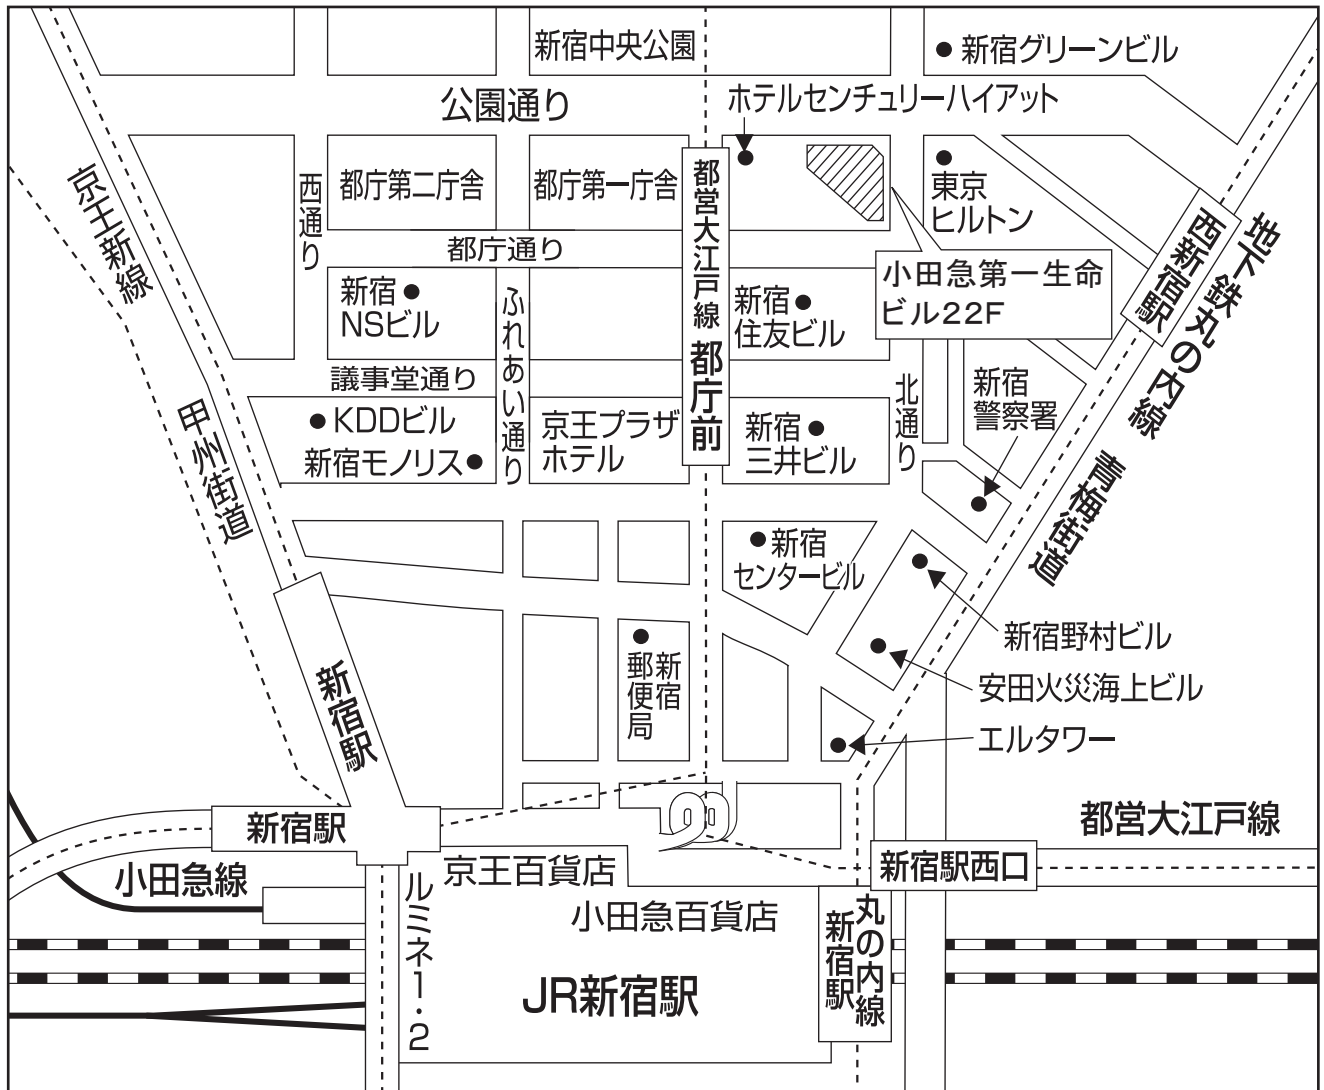 新宿中央公園
新宿グリーンビル
公園通り
ホテルセンチュリーハイアット
京王新線
西通り
都庁第二庁舎
都庁第一庁舎
都営大江戸線 都庁前
東京
ヒルトン
西新宿駅
地下鉄丸の内線
都庁通り
小田急第一生命
ビル22F
新宿
NSビル
ふれあい通り
新宿
住友ビル
議事堂通り
KDDビル
新宿モノリス
京王プラザ
ホテル
新宿
三井ビル
北通り
新宿
警察署
甲州街道
青梅街道
新宿
センタービル
新宿野村ビル
安田火災海上ビル
エルタワー
新宿
郵便局
新宿駅
新宿駅
都営大江戸線
小田急線
京王百貨店
新宿駅西口
ルミネ1・2
小田急百貨店
丸の内線
新宿駅
JR新宿駅